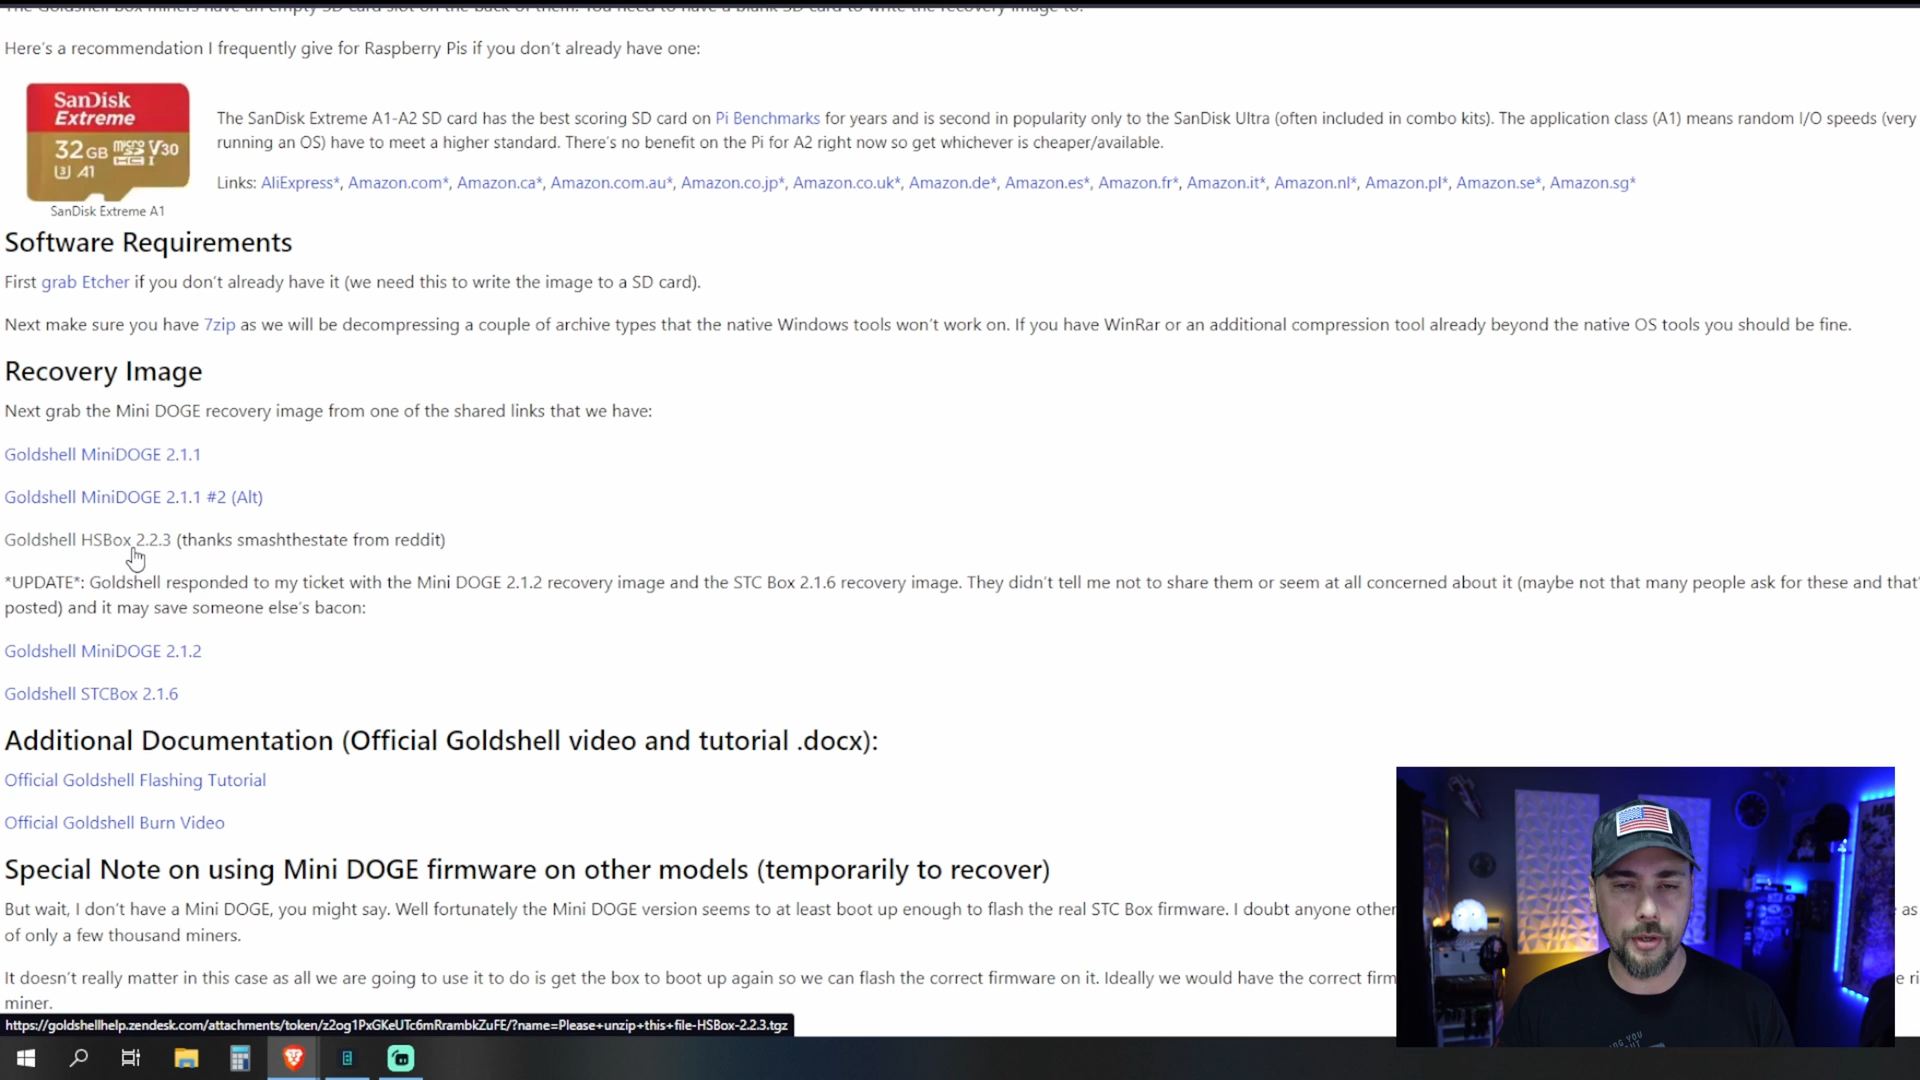 The Goldshell box miners have an empty SD card slot on the back of them. You need to have a blank SD card to write the recovery image to.
Here's a recommendation I frequently give for Raspberry Pis if you don't already have one:
SanDisk
Extreme
32GB microSD HC I V30
U3 A1
SanDisk Extreme A1
The SanDisk Extreme A1-A2 SD card has the best scoring SD card on Pi Benchmarks for years and is second in popularity only to the SanDisk Ultra (often included in combo kits). The application class (A1) means random I/O speeds (very
running an OS) have to meet a higher standard. There's no benefit on the Pi for A2 right now so get whichever is cheaper/available.
Links: AliExpress*, Amazon.com*, Amazon.ca*, Amazon.com.au*, Amazon.co.jp*, Amazon.co.uk*, Amazon.de*, Amazon.es*, Amazon.fr*, Amazon.it*, Amazon.nl*, Amazon.pl*, Amazon.se*, Amazon.sg*
Software Requirements
First grab Etcher if you don't already have it (we need this to write the image to a SD card).
Next make sure you have 7zip as we will be decompressing a couple of archive types that the native Windows tools won't work on. If you have WinRar or an additional compression tool already beyond the native OS tools you should be fine.
Recovery Image
Next grab the Mini DOGE recovery image from one of the shared links that we have:
Goldshell MiniDOGE 2.1.1
Goldshell MiniDOGE 2.1.1 #2 (Alt)
Goldshell HSBox 2.2.3 (thanks smashthestate from reddit)
*UPDATE*: Goldshell responded to my ticket with the Mini DOGE 2.1.2 recovery image and the STC Box 2.1.6 recovery image. They didn't tell me not to share them or seem at all concerned about it (maybe not that many people ask for these and that'
posted) and it may save someone else's bacon:
Goldshell MiniDOGE 2.1.2
Goldshell STCBox 2.1.6
Additional Documentation (Official Goldshell video and tutorial .docx):
Official Goldshell Flashing Tutorial
Official Goldshell Burn Video
Special Note on using Mini DOGE firmware on other models (temporarily to recover)
But wait, I don't have a Mini DOGE, you might say. Well fortunately the Mini DOGE version seems to at least boot up enough to flash the real STC Box firmware. I doubt anyone other as
of only a few thousand miners.
It doesn't really matter in this case as all we are going to use it to do is get the box to boot up again so we can flash the correct firmware on it. Ideally we would have the correct firm e ri
miner.
https://goldshellhelp.zendesk.com/attachments/token/z2og1PxGKeUTc6mRrambkZuFE/?name=Please+unzip+this+file-HSBox-2.2.3.tgz